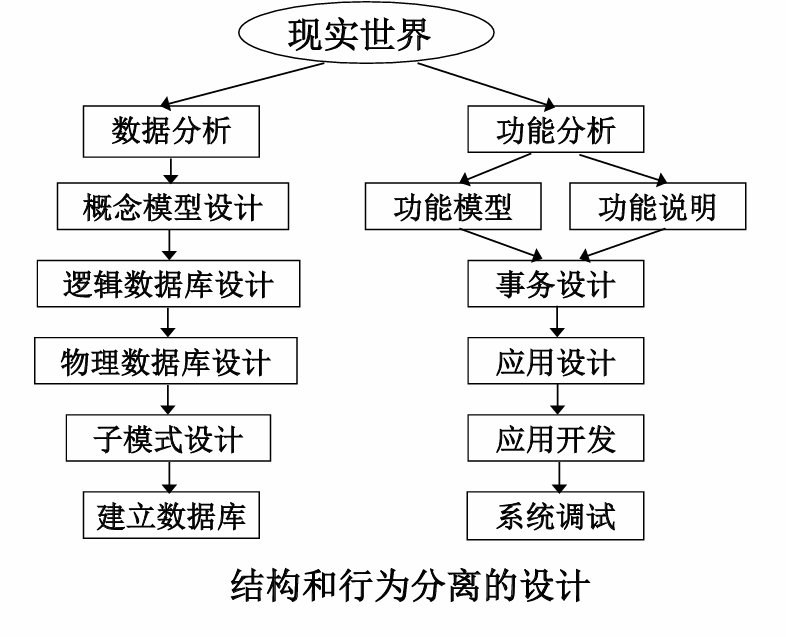 现实世界
数据分析
功能分析
概念模型设计
功能模型
功能说明
逻辑数据库设计
事务设计
物理数据库设计
应用设计
子模式设计
应用开发
建立数据库
系统调试
结构和行为分离的设计